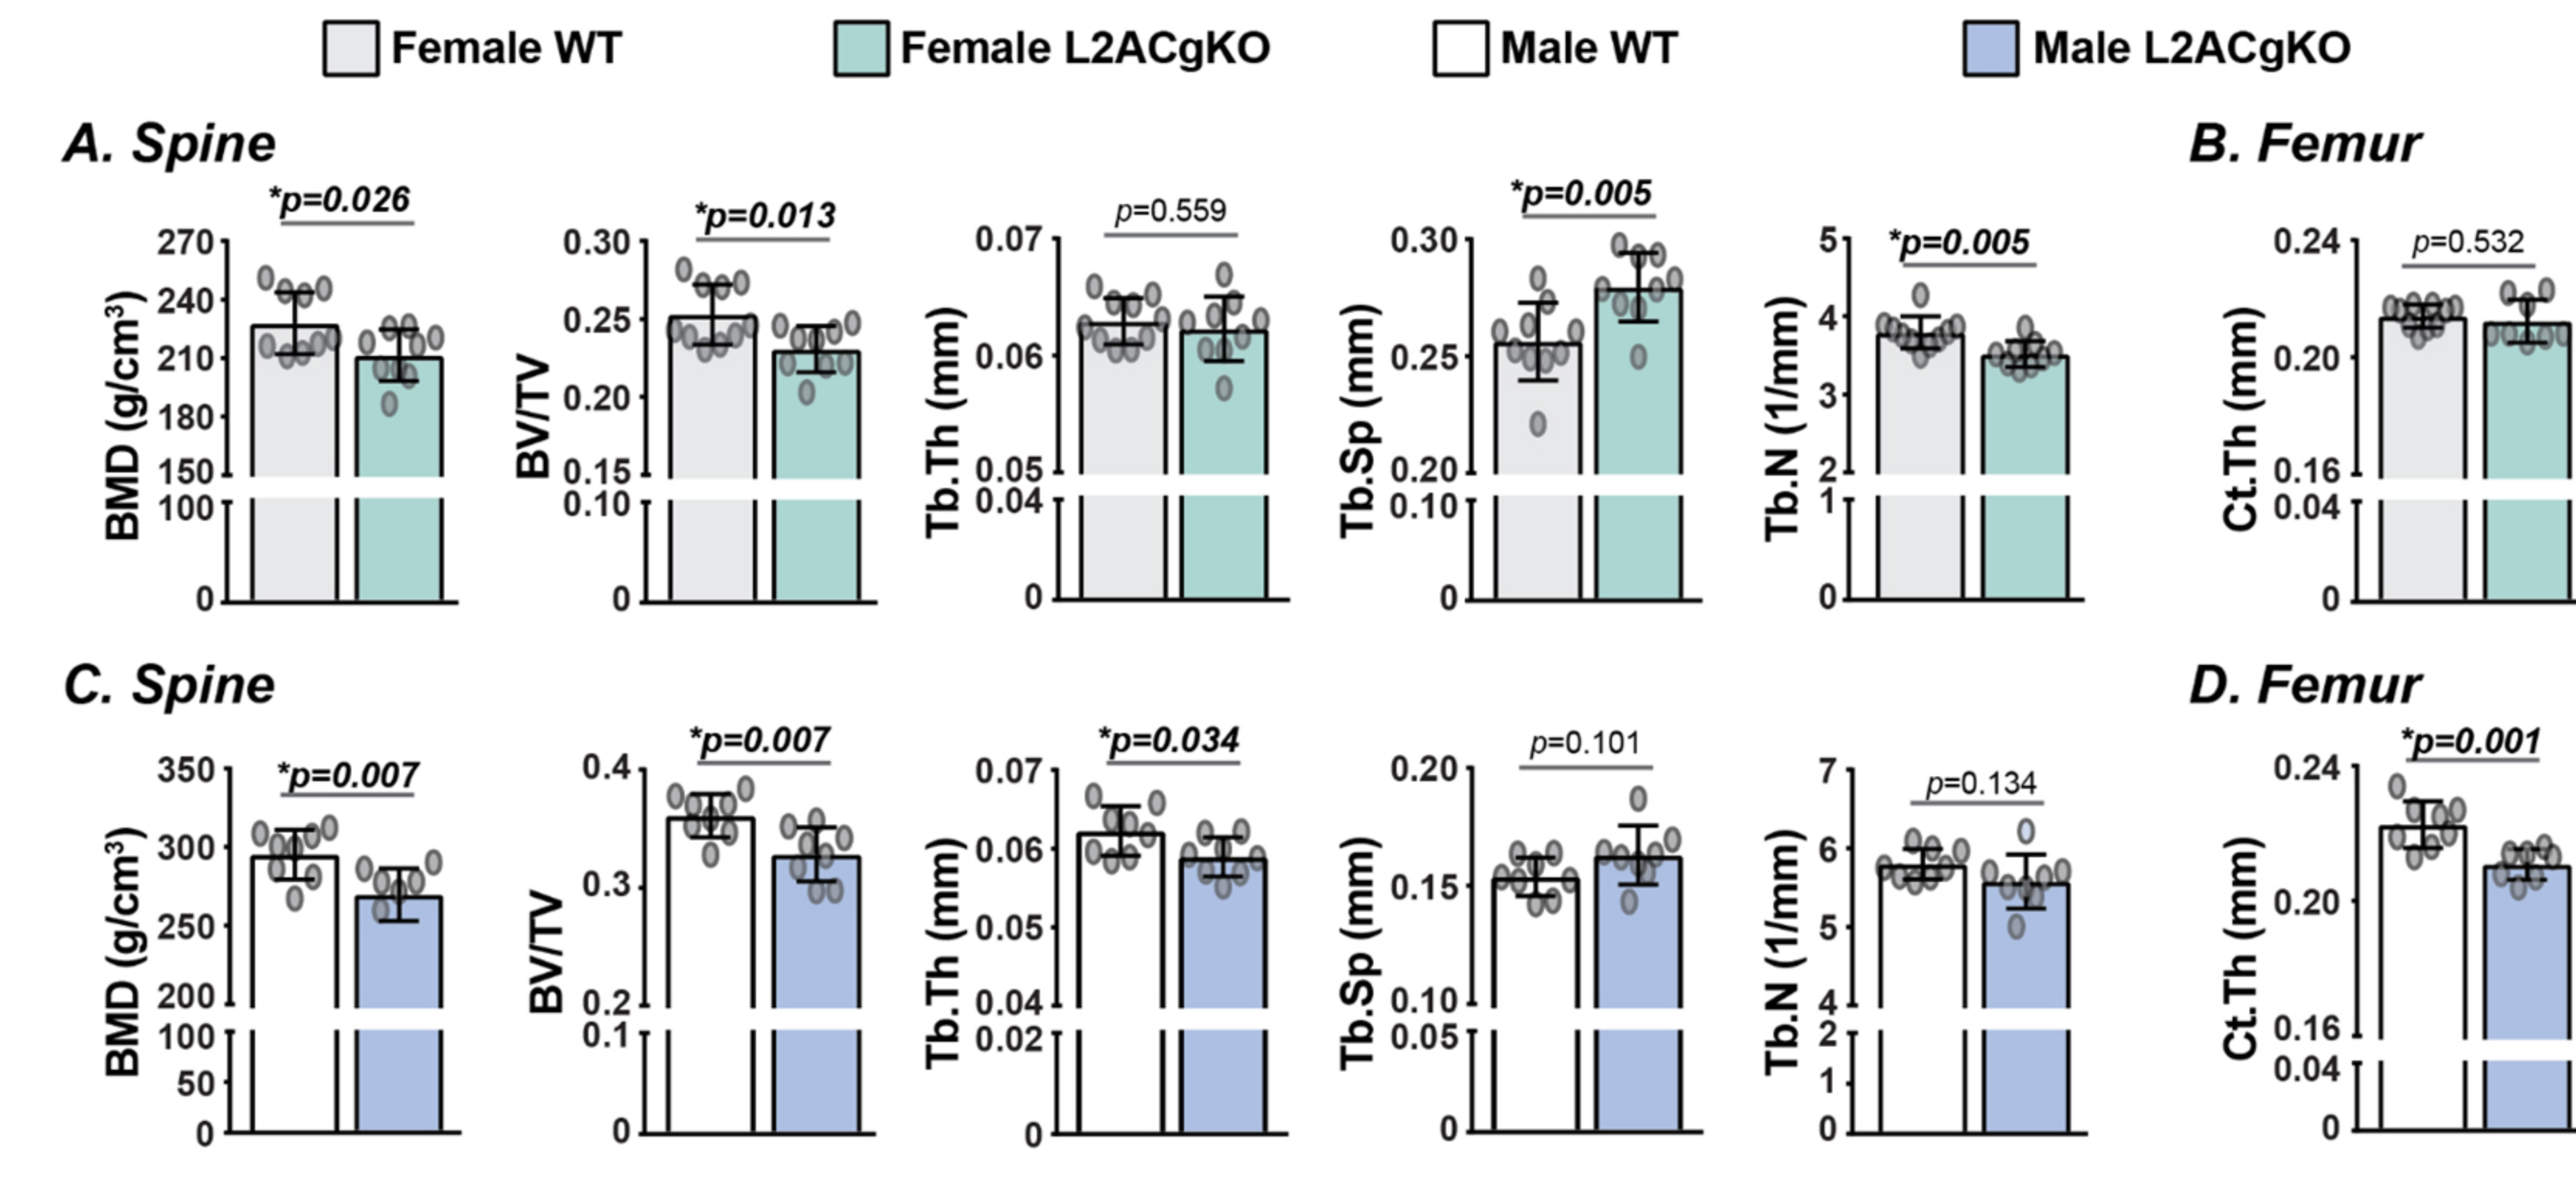 Female WT Female L2ACgKO Male WT Male L2ACgKO
A. Spine
B. Femur
*p=0.026
BMD (g/cm³)
270
240
210
180
150
100
0
*p=0.013
BV/TV
0.30
0.25
0.20
0.15
0.10
0
p=0.559
Tb.Th (mm)
0.07
0.06
0.05
0.04
0
*p=0.005
Tb.Sp (mm)
0.30
0.25
0.20
0.10
0
*p=0.005
Tb.N (1/mm)
5
4
3
2
1
0
p=0.532
Ct.Th (mm)
0.24
0.20
0.16
0.04
0
C. Spine
D. Femur
*p=0.007
BMD (g/cm³)
350
300
250
200
100
50
0
*p=0.007
BV/TV
0.4
0.3
0.2
0.1
0
*p=0.034
Tb.Th (mm)
0.07
0.06
0.05
0.04
0.02
0
p=0.101
Tb.Sp (mm)
0.20
0.15
0.10
0.05
0
p=0.134
Tb.N (1/mm)
7
6
5
4
2
1
0
*p=0.001
Ct.Th (mm)
0.24
0.20
0.16
0.04
0